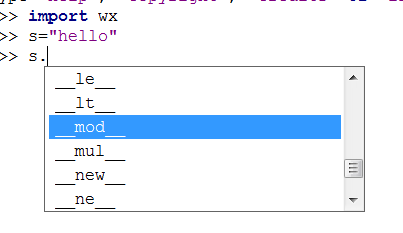 >> import wx
>> s="hello"
>> s.
__le__
__lt__
__mod__
__mul__
__new__
__ne__